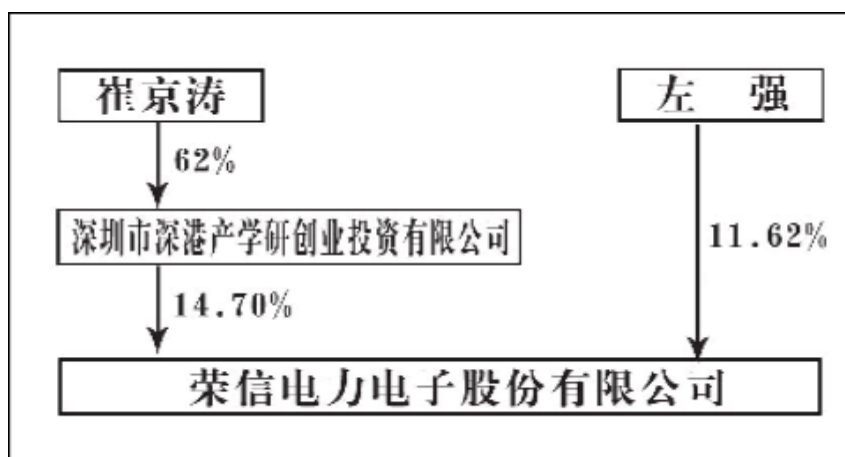 崔京涛
左 强
62%
深圳市深港产学研创业投资有限公司
11.62%
14.70%
荣信电力电子股份有限公司